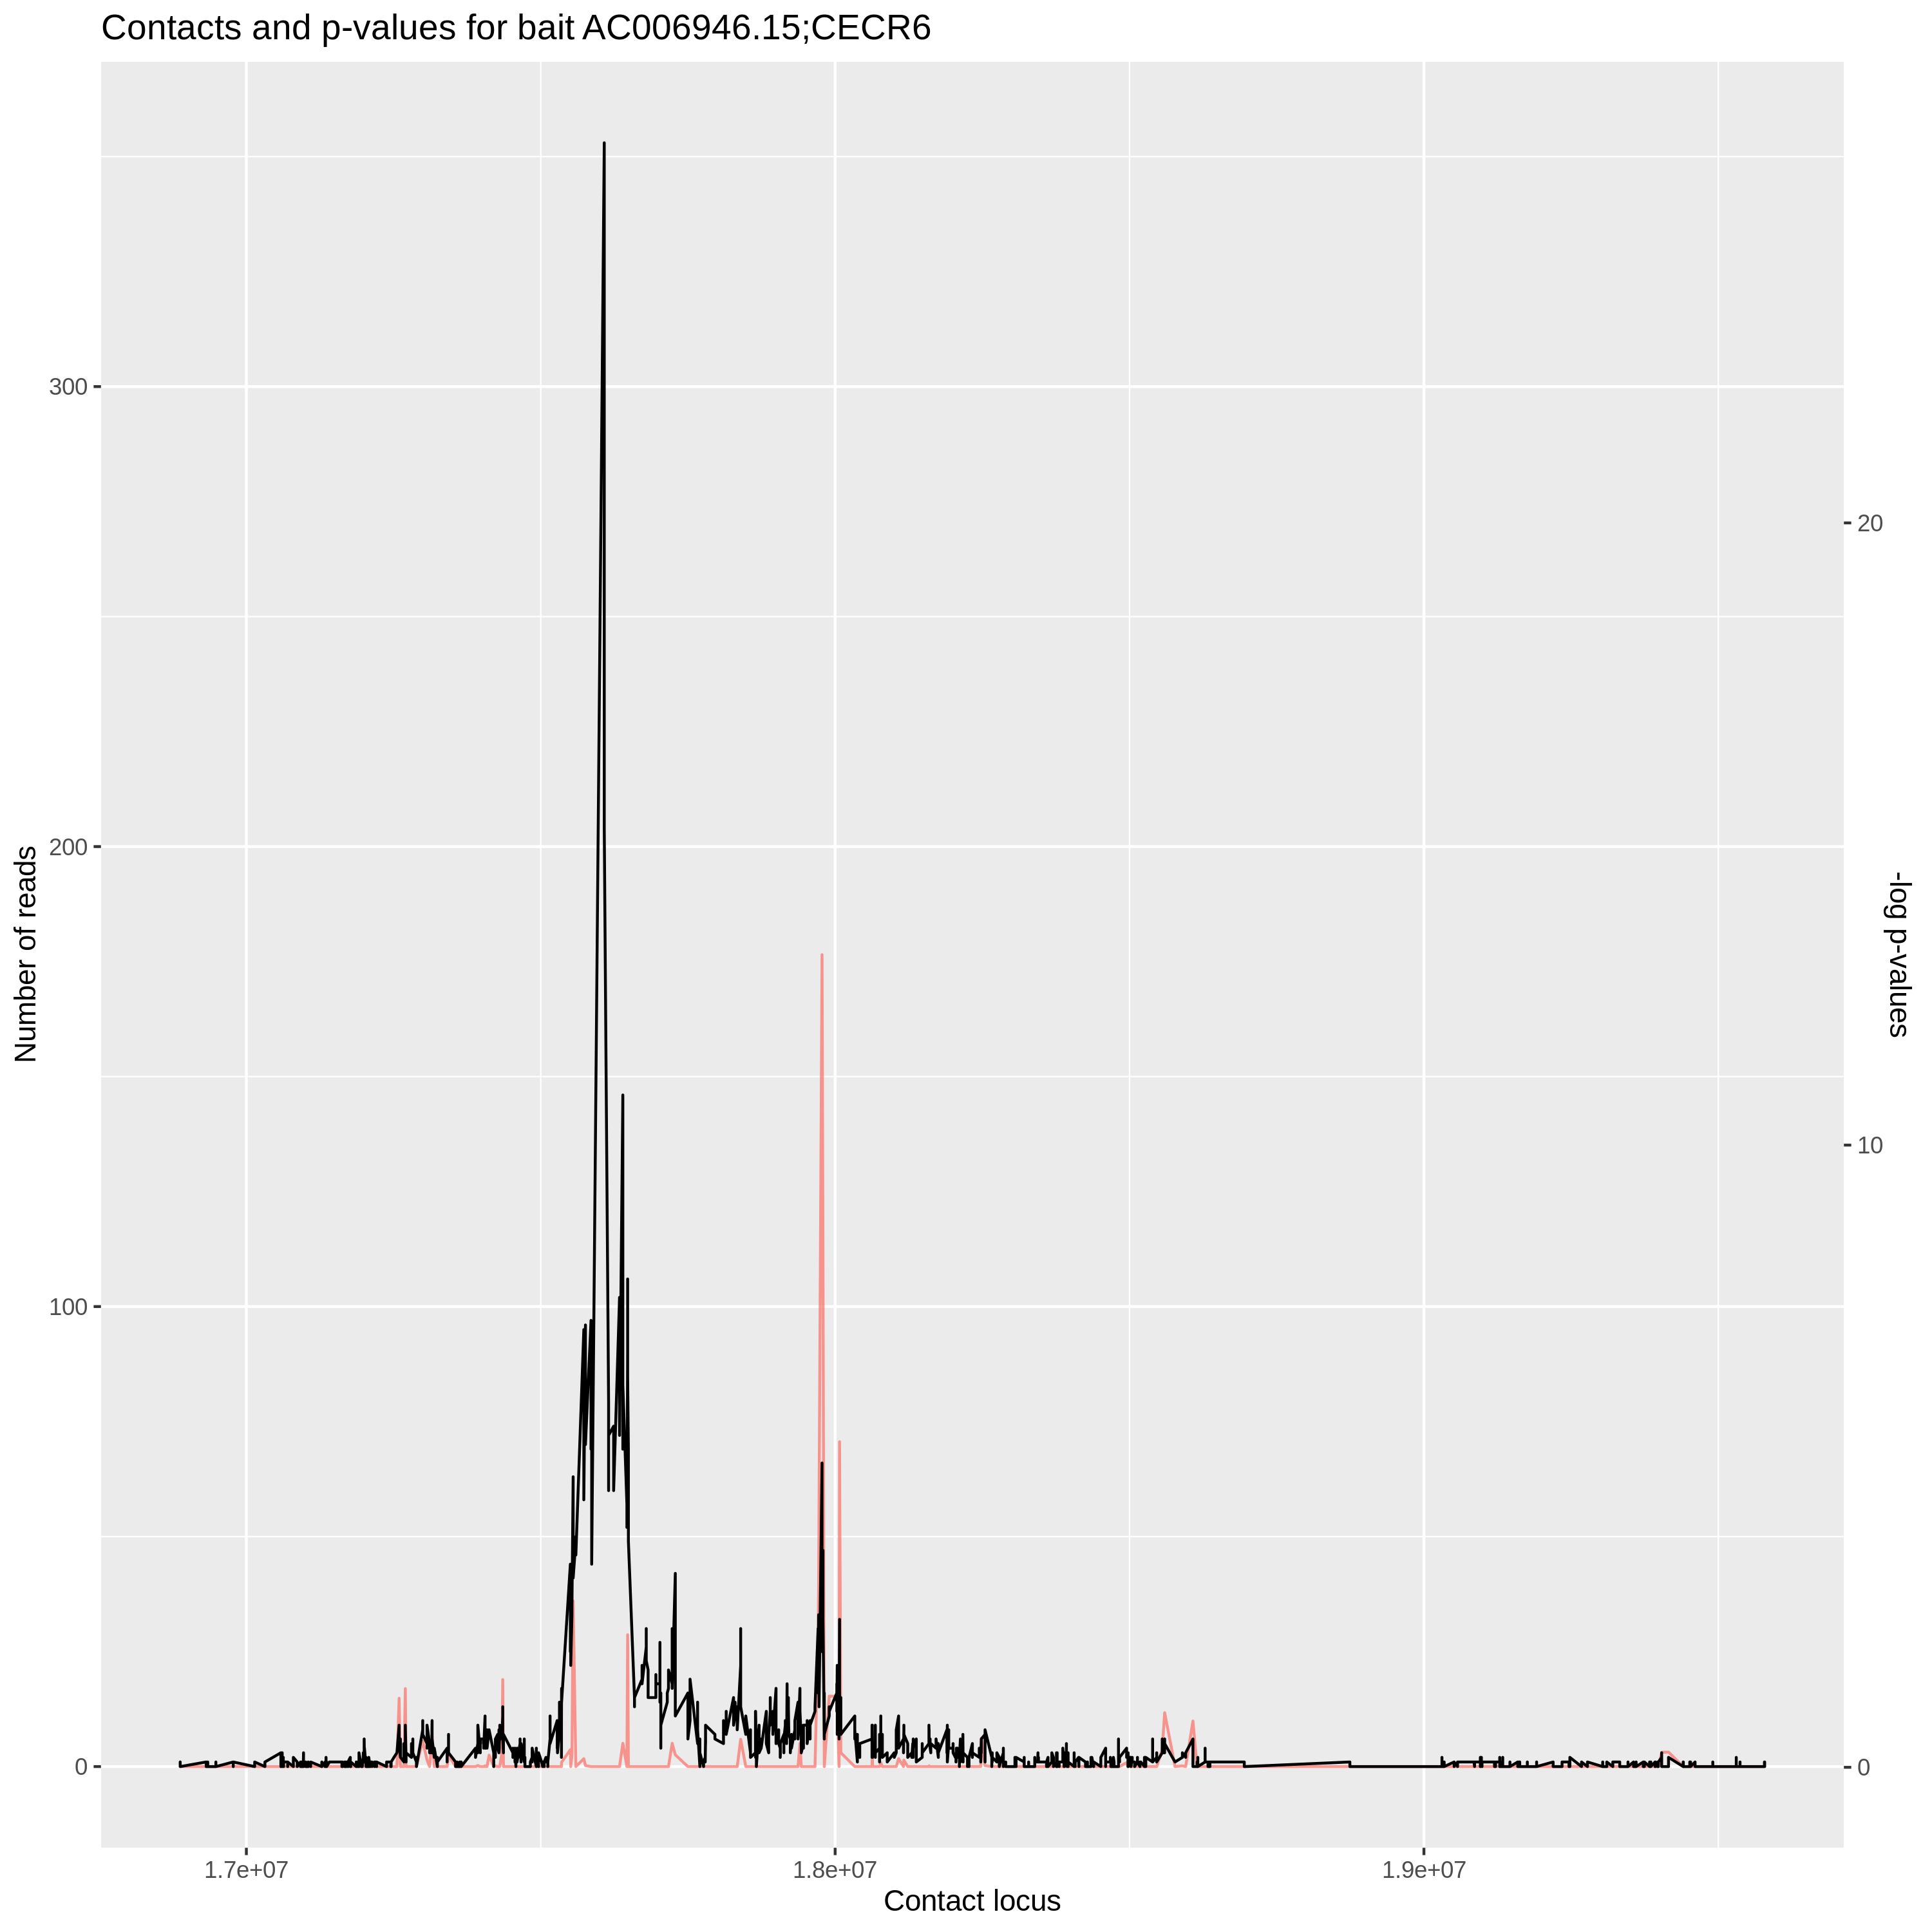 Contacts and p-values for bait AC006946.15;CECR6
300
200
100
0
Number of reads
20
10
0
-log p-values
1.7e+07
1.8e+07
1.9e+07
Contact locus